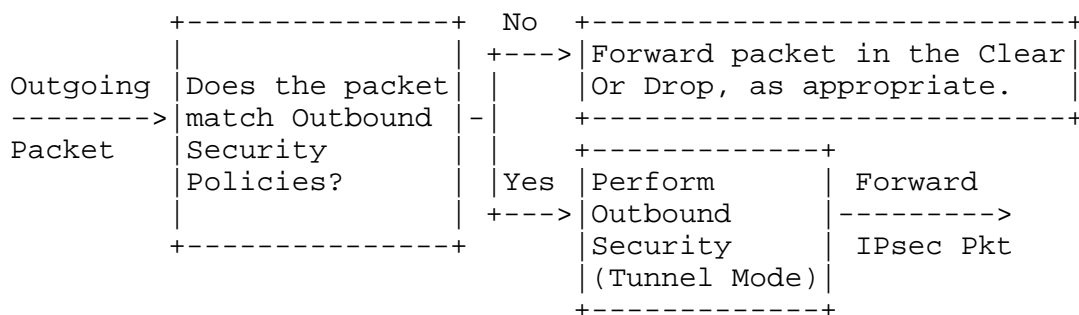 No
Forward packet in the Clear
Outgoing Does the packet Or Drop, as appropriate.
match Outbound
Packet Security
Policies? Yes Perform Forward
Outbound
Security IPsec Pkt
(Tunnel Mode)